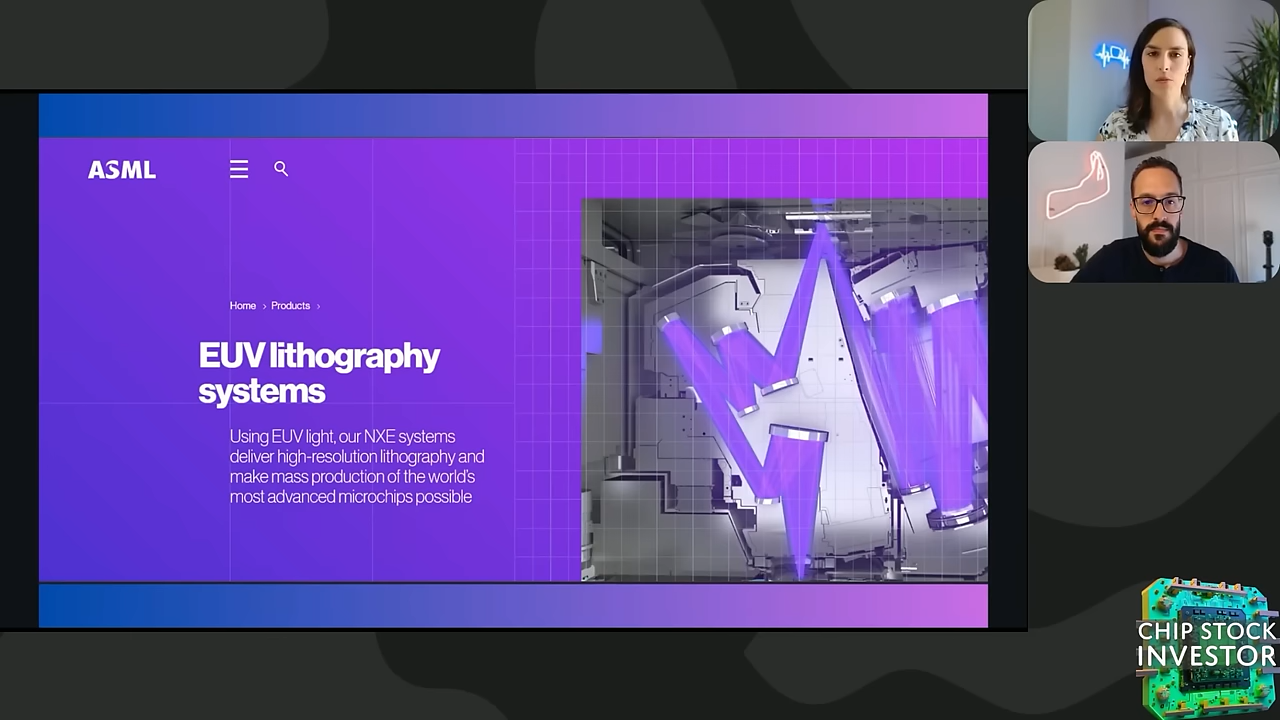 ASML
Home › Products ›
EUV lithography
systems
Using EUV light, our NXE systems
deliver high-resolution lithography and
make mass production of the world's
most advanced microchips possible
CHIP STOCK
INVESTOR